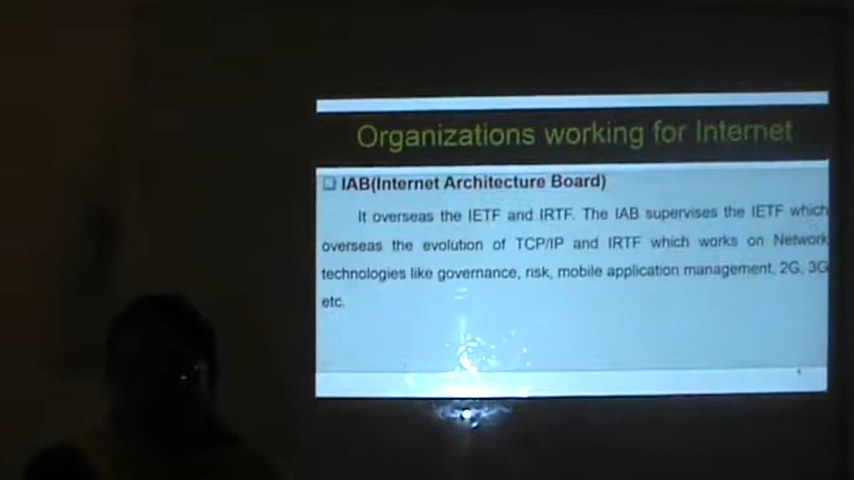 Organizations working for Internet
IAB(Internet Architecture Board)
It overseas the IETF and IRTF. The IAB supervises the IETF which
overseas the evolution of TCP/IP and IRTF which works on Network
technologies like governance, risk, mobile application management, 2G, 3G
etc.